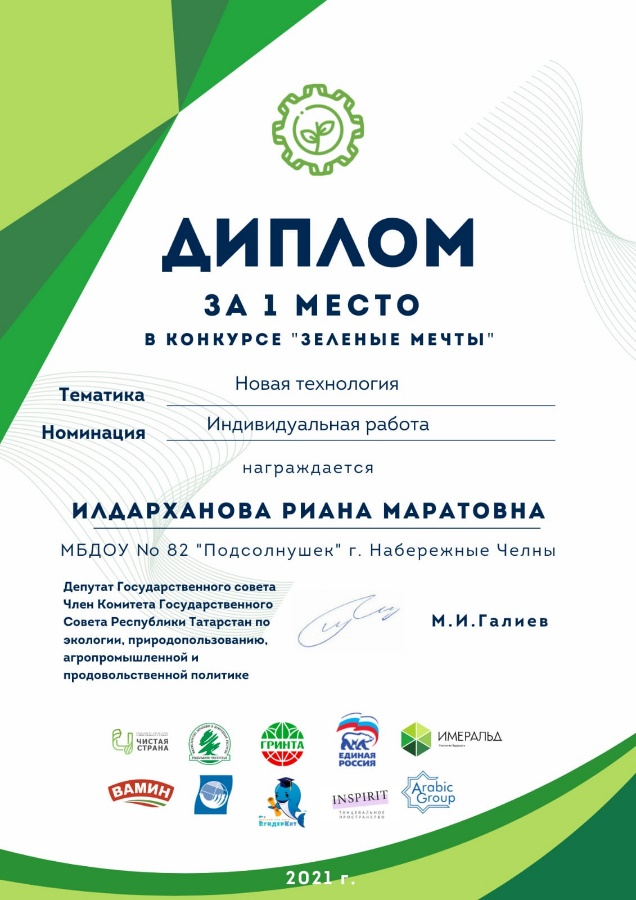 ДИПЛОМ
ЗА 1 МЕСТО
В КОНКУРСЕ "ЗЕЛЕНЫЕ МЕЧТЫ"
Тематика Новая технология
Номинация Индивидуальная работа
награждается
ИЛДАРХАНОВА РИАНА МАРАТОВНА
МБДОУ No 82 "Подсолнушек" г. Набережные Челны
Депутат Государственного совета
Член Комитета Государственного
Совета Республики Татарстан по
экологии, природопользованию,
агропромышленной и
продовольственной политике
М.И.Галиев
ЧИСТАЯ
СТРАНА
ГРИНТА
ЕДИНАЯ
РОССИЯ
ИМЕРАЛЬД
ВАМИН
INSPIRIT
ТАНЦЕВАЛЬНОЕ
ПРОСТРАНСТВО
Arabic
Group
2021 г.